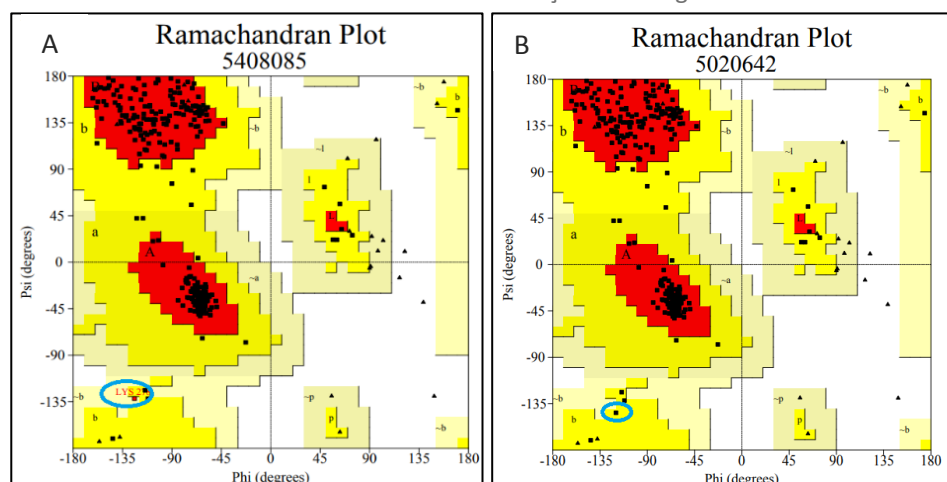 A
Ramachandran Plot
5408085
180
135
90
45
0
-45
-90
-135
Psi (degrees)
b
~b
~b
b
~l
l
L
a
A
~a
LYS 2
~b
b
~p
p
~b
-180
-135
-90
-45
0
45
90
135
180
Phi (degrees)
B
Ramachandran Plot
5020642
180
135
90
45
0
-45
-90
-135
Psi (degrees)
b
~b
~b
b
~l
l
L
a
A
~a
~b
b
~p
p
~b
-180
-135
-90
-45
0
45
90
135
180
Phi (degrees)